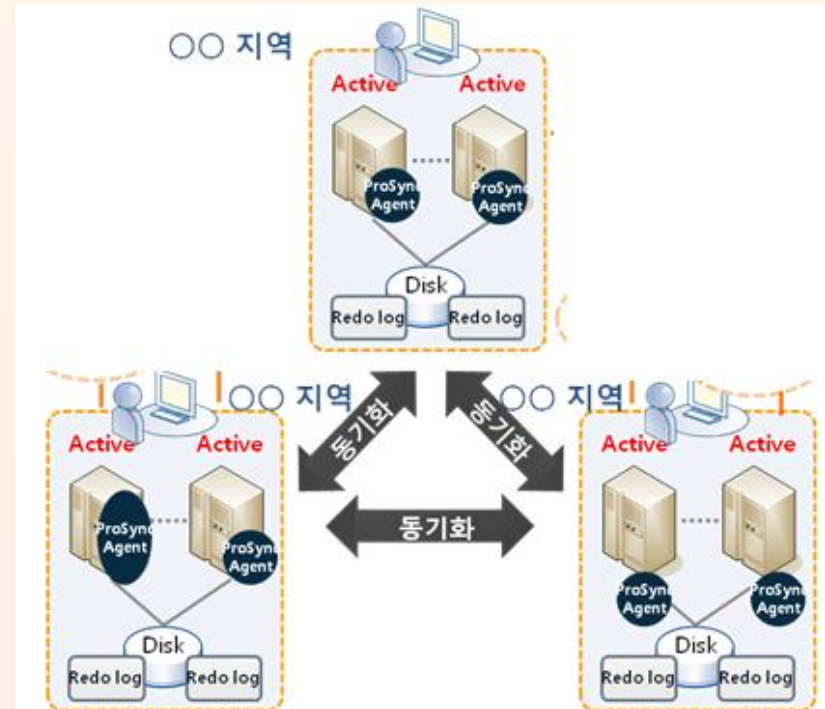 ○○ 지역
Active Active
ProSync
Agent
ProSync
Agent
Disk
Redo log Redo log
○○ 지역
Active Active
ProSync
Agent
ProSync
Agent
Disk
Redo log Redo log
○○ 지역
Active Active
ProSync
Agent
ProSync
Agent
Disk
Redo log Redo log
동기화
동기화
동기화